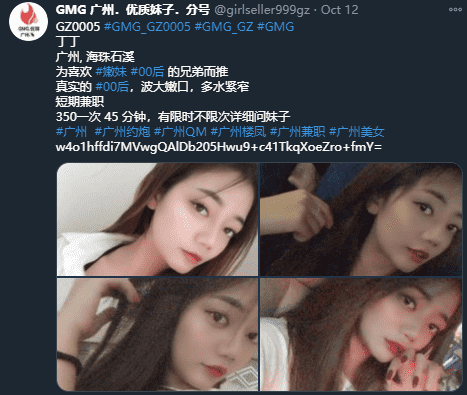 GMG 广州．优质妹子．分号 @girlseller999gz · Oct 12
GZ0005 #GMG_GZ0005 #GMG_GZ #GMG
丁丁
广州, 海珠石溪
为喜欢 #嫩妹 #00后 的兄弟而推
真实的 #00后，波大嫩口，多水紧窄
短期兼职
350一次 45 分钟，有限时不限次详细问妹子
#广州 #广州约炮 #广州QM #广州楼凤 #广州兼职 #广州美女
w4o1hffdi7MVwgQAlDb205Hwu9+c41TkqXoeZro+fmY=